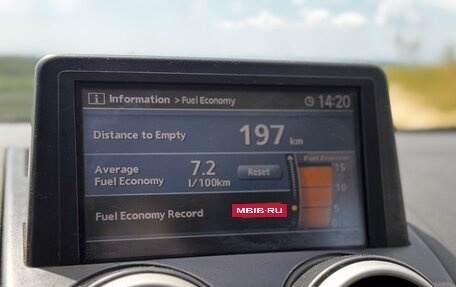 i Information > Fuel Economy 14:20
Distance to Empty 197 km
Average 7.2
Fuel Economy l/100km Reset
Fuel Economy
15
10
5
Fuel Economy Record
MBIB.RU